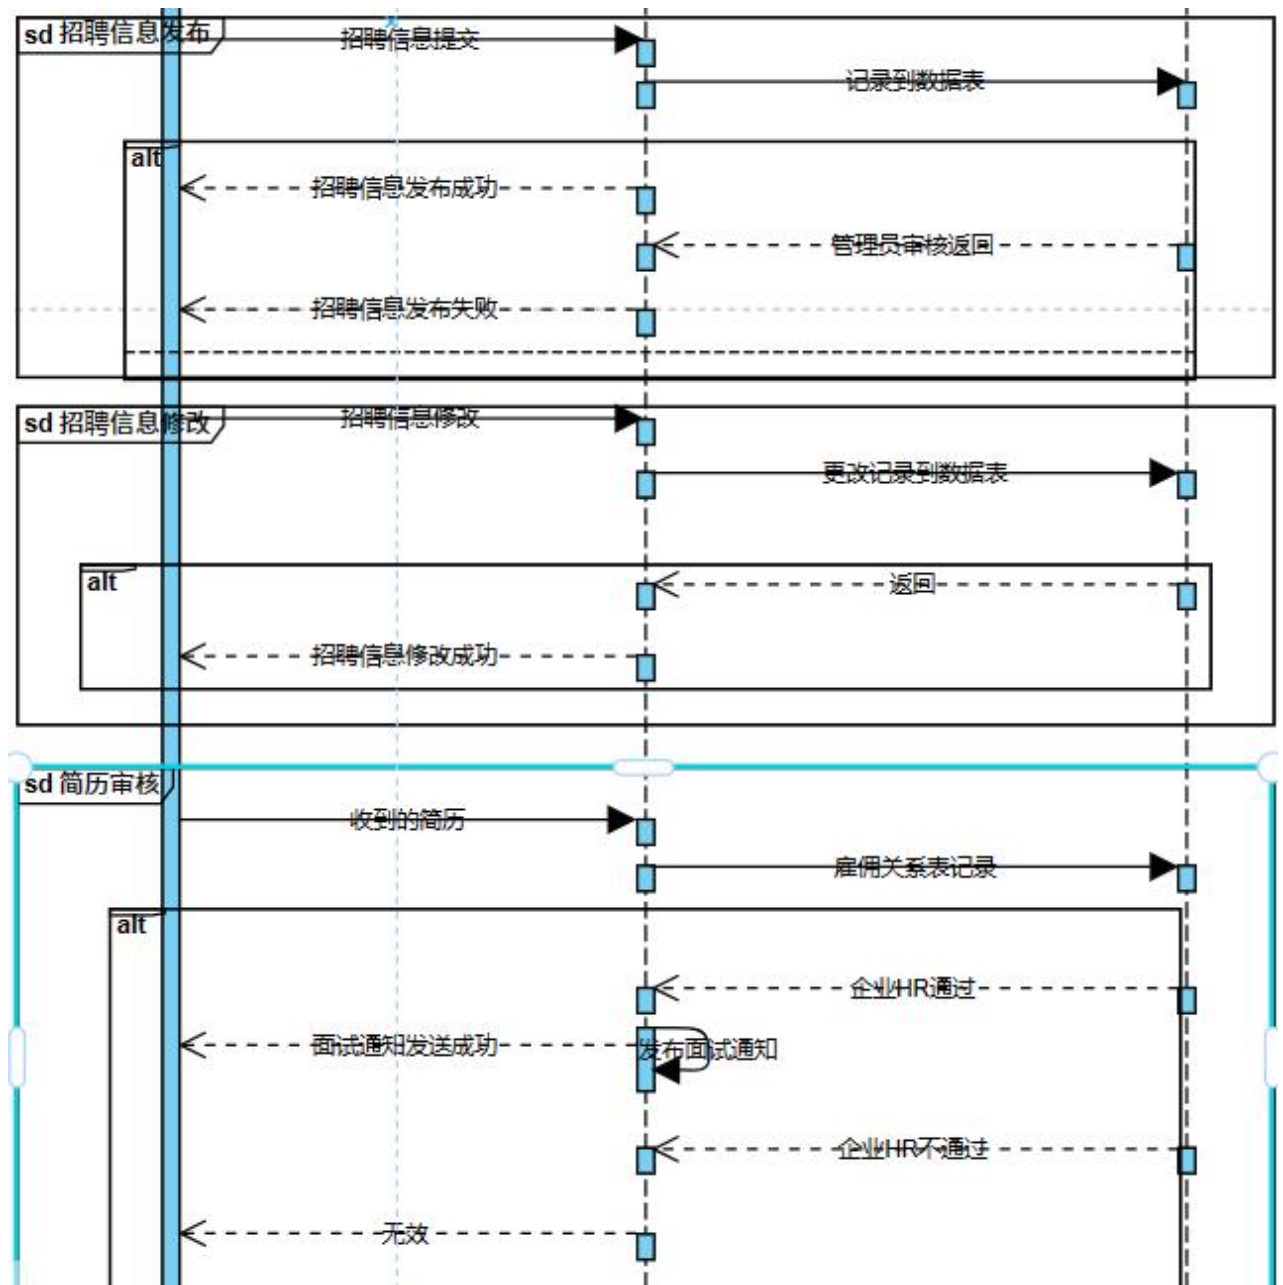 sd 招聘信息发布
招聘信息提交
记录到数据表
alt
招聘信息发布成功
管理员审核返回
招聘信息发布失败
sd 招聘信息修改
招聘信息修改
更改记录到数据表
alt
返回
招聘信息修改成功
sd 简历审核
收到的简历
雇佣关系表记录
alt
企业HR通过
面试通知发送成功
发布面试通知
企业HR不通过
无效